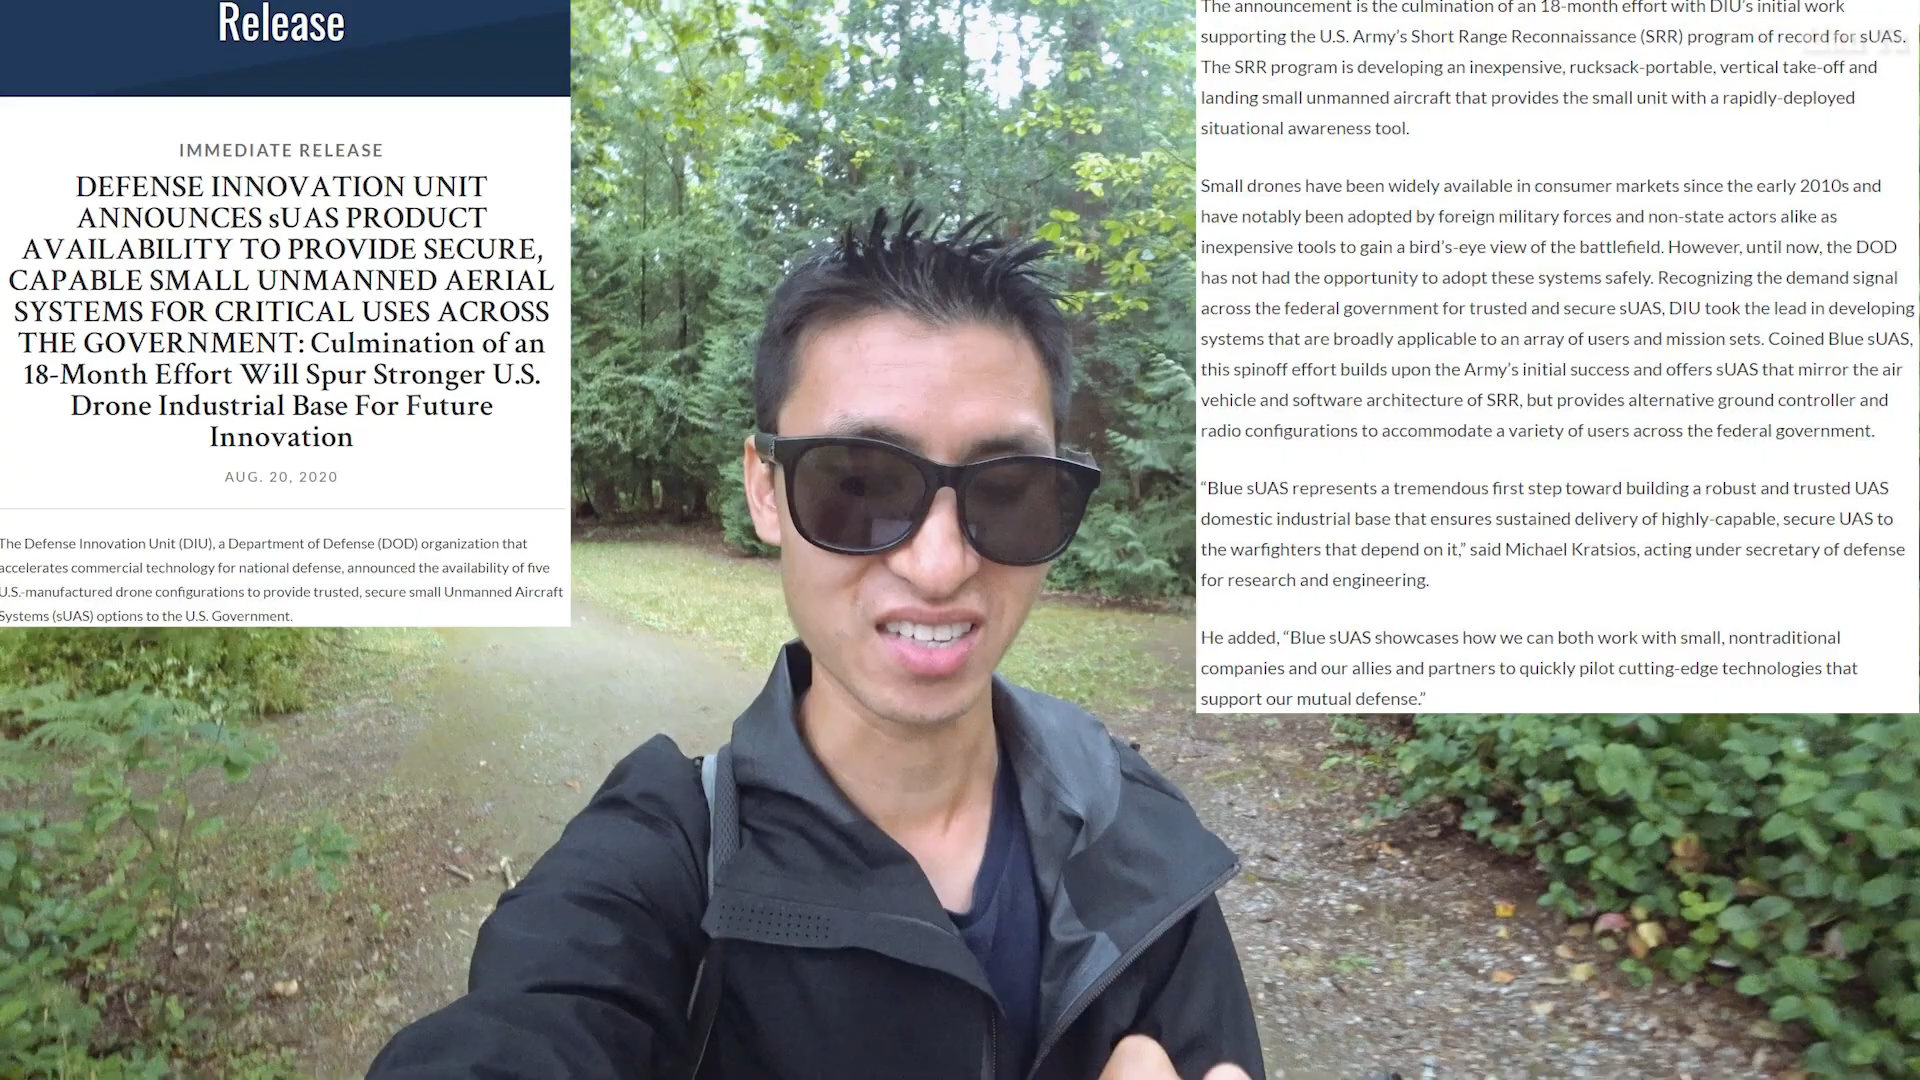 Release
IMMEDIATE RELEASE
DEFENSE INNOVATION UNIT
ANNOUNCES sUAS PRODUCT
AVAILABILITY TO PROVIDE SECURE,
CAPABLE SMALL UNMANNED AERIAL
SYSTEMS FOR CRITICAL USES ACROSS
THE GOVERNMENT: Culmination of an
18-Month Effort Will Spur Stronger U.S.
Drone Industrial Base For Future
Innovation
AUG. 20, 2020
The Defense Innovation Unit (DIU), a Department of Defense (DOD) organization that
accelerates commercial technology for national defense, announced the availability of five
U.S.-manufactured drone configurations to provide trusted, secure small Unmanned Aircraft
Systems (sUAS) options to the U.S. Government.
The announcement is the culmination of an 18-month effort with DIU's initial work
supporting the U.S. Army's Short Range Reconnaissance (SRR) program of record for sUAS.
The SRR program is developing an inexpensive, rucksack-portable, vertical take-off and
landing small unmanned aircraft that provides the small unit with a rapidly-deployed
situational awareness tool.
Small drones have been widely available in consumer markets since the early 2010s and
have notably been adopted by foreign military forces and non-state actors alike as
inexpensive tools to gain a bird's-eye view of the battlefield. However, until now, the DOD
has not had the opportunity to adopt these systems safely. Recognizing the demand signal
across the federal government for trusted and secure sUAS, DIU took the lead in developing
systems that are broadly applicable to an array of users and mission sets. Coined Blue sUAS,
this spinoff effort builds upon the Army's initial success and offers sUAS that mirror the air
vehicle and software architecture of SRR, but provides alternative ground controller and
radio configurations to accommodate a variety of users across the federal government.
“Blue sUAS represents a tremendous first step toward building a robust and trusted UAS
domestic industrial base that ensures sustained delivery of highly-capable, secure UAS to
the warfighters that depend on it,” said Michael Kratsios, acting under secretary of defense
for research and engineering.
He added, “Blue sUAS showcases how we can both work with small, nontraditional
companies and our allies and partners to quickly pilot cutting-edge technologies that
support our mutual defense.”